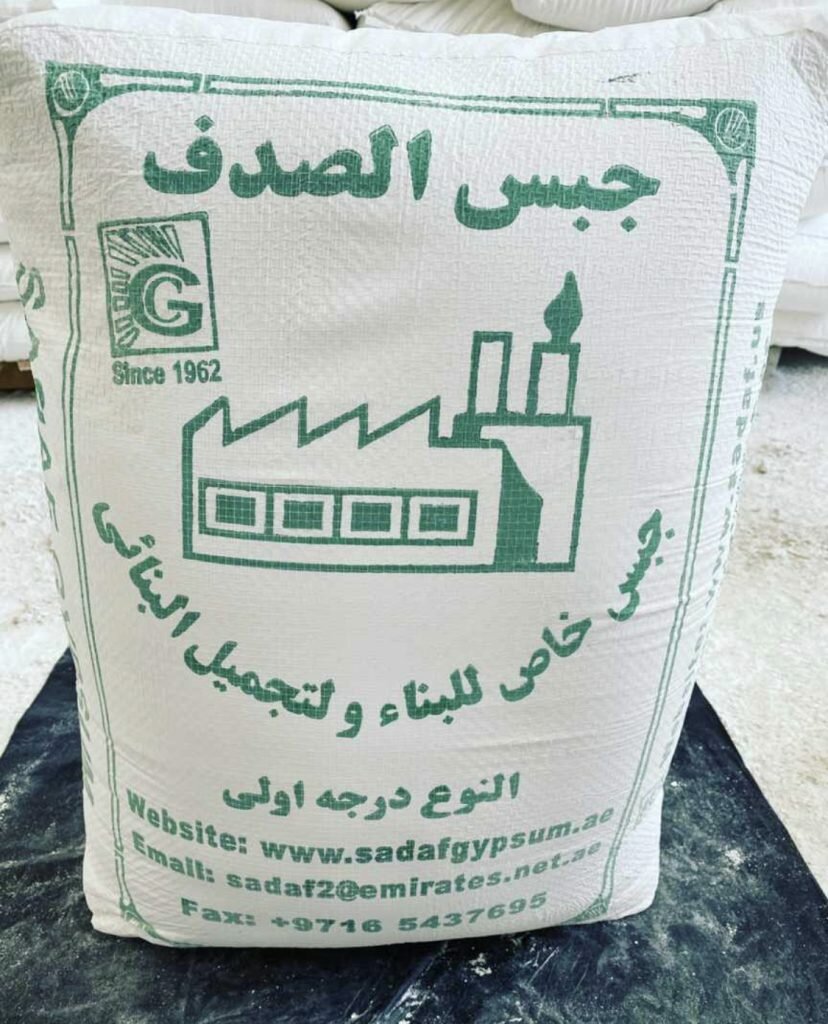 جبس الصدف
G
Since 1962
جبس خاص للبناء ولتجميل البنائى
النوع درجه اولى
Website: www.sadafgypsum.ae
Email: sadaf2@emirates.net.ae
Fax: +9716 5437695